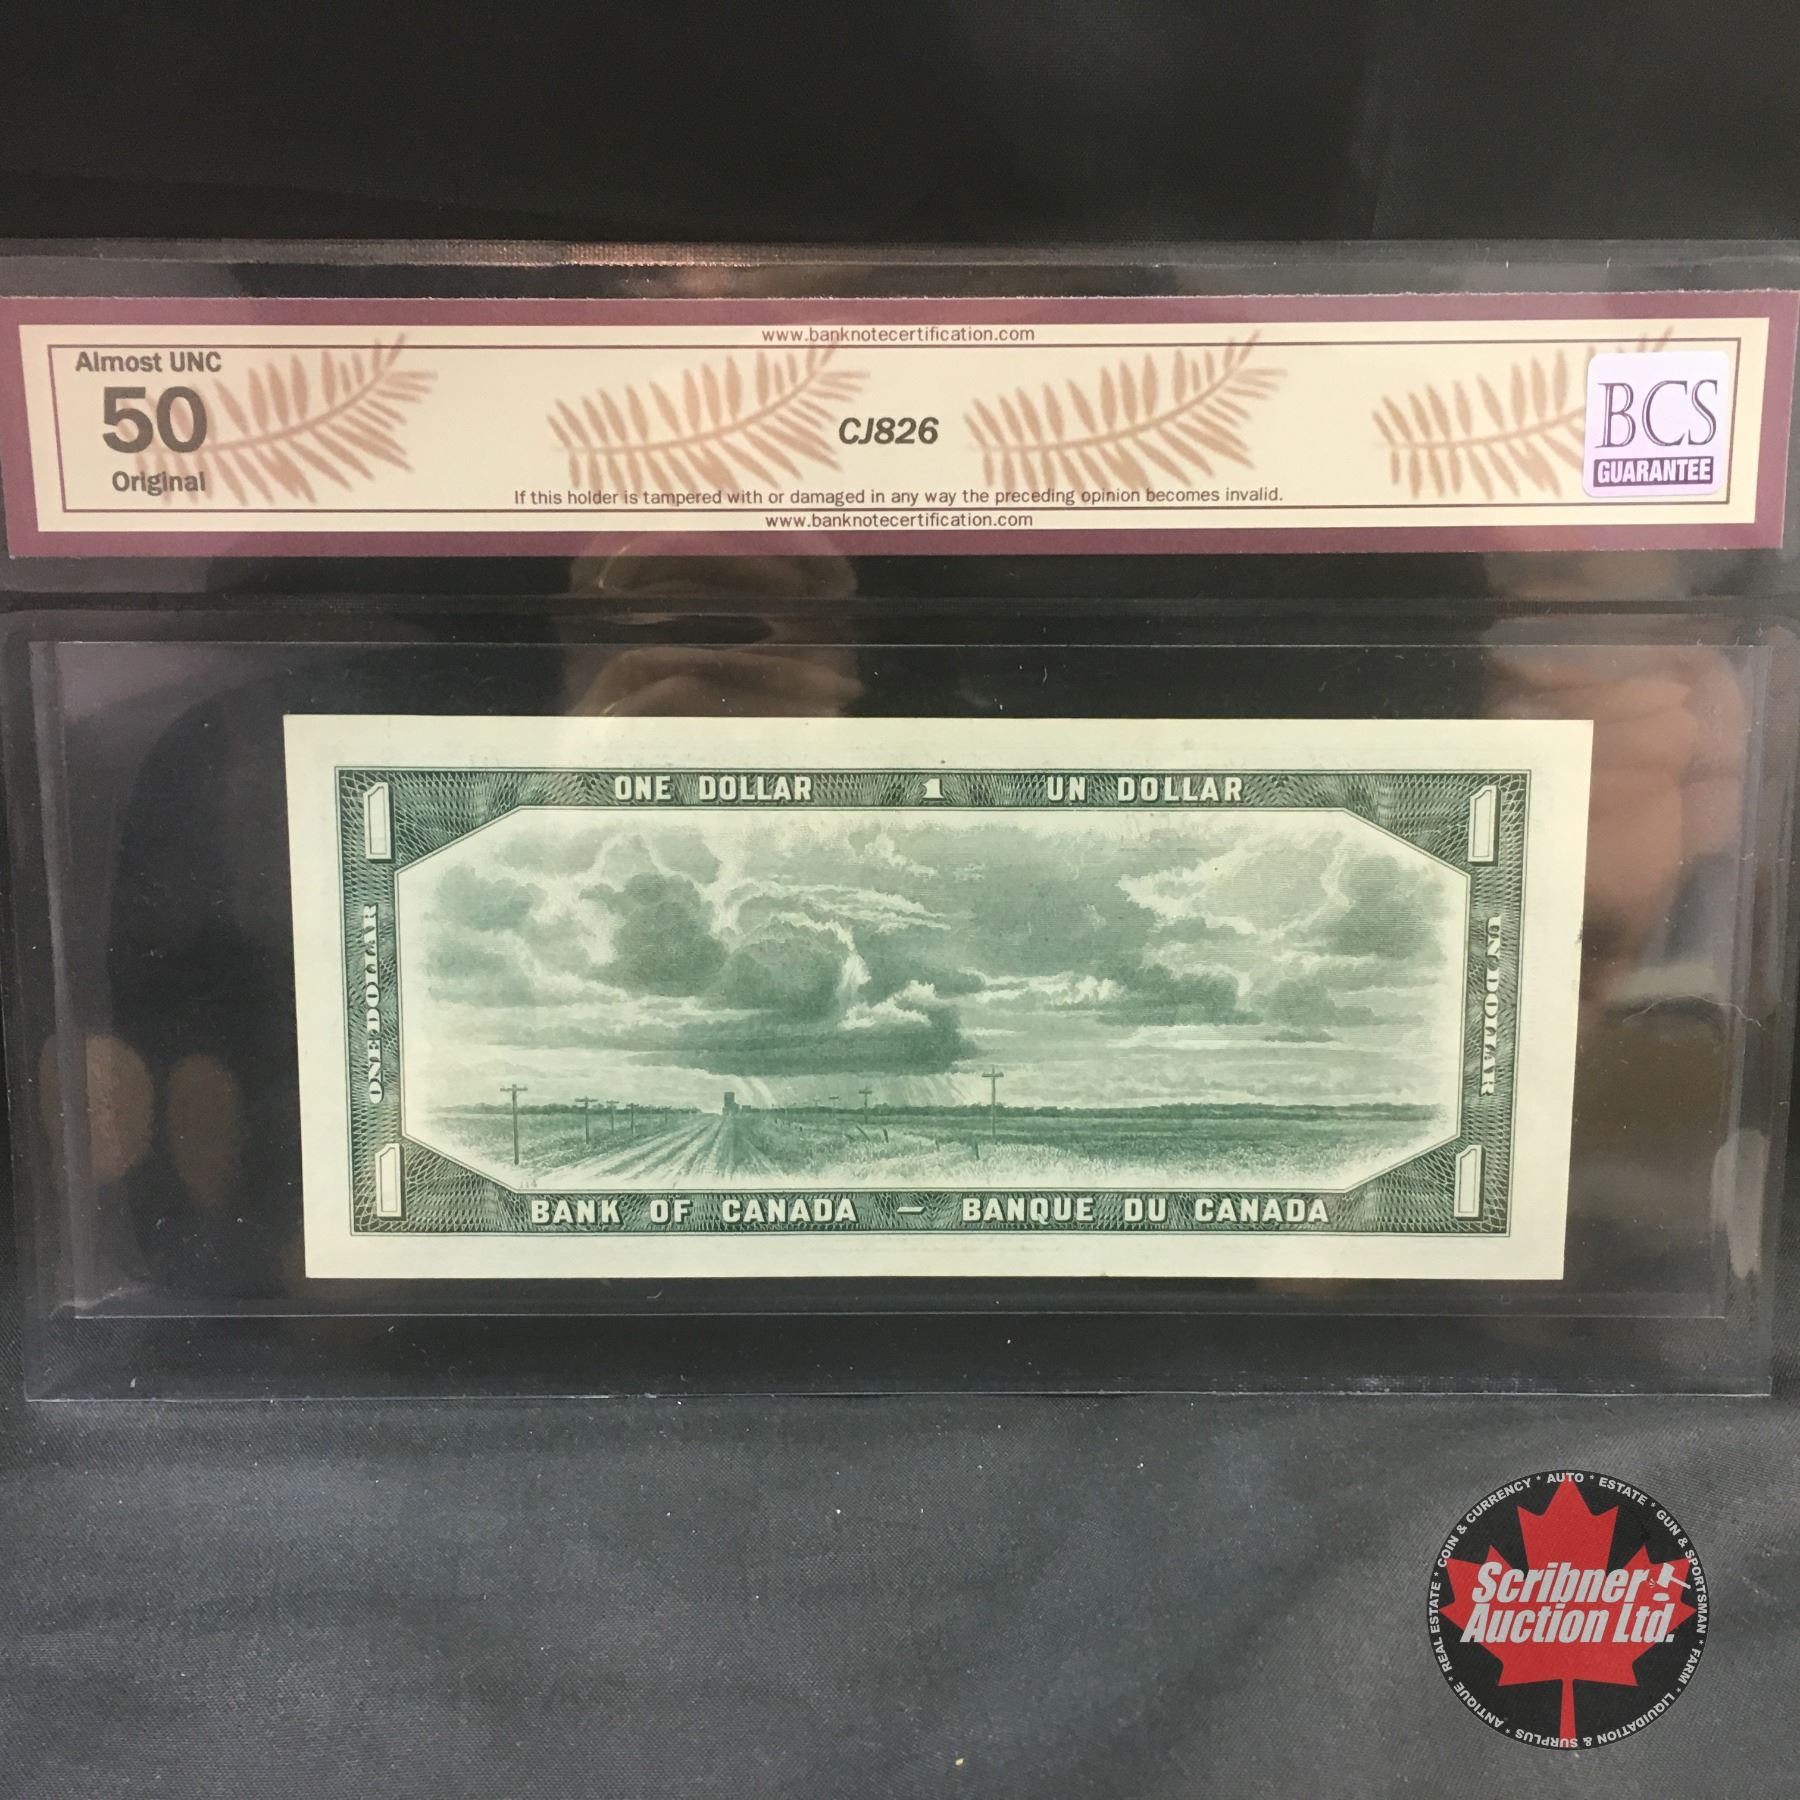 www.banknotecertification.com
Almost UNC
50
Original
CJ826
BCS
GUARANTEE
If this holder is tampered with or damaged in any way the preceding opinion becomes invalid.
www.banknotecertification.com
ONE DOLLAR 1 UN DOLLAR
1 1
ONE DOLLAR
UN DOLLAR
1 1
BANK OF CANADA — BANQUE DU CANADA
COIN & CURRENCY * AUTO * ESTATE * GUN & SPORTSMAN * FARM * LIQUIDATION & SURPLUS * ANTIQUE * REAL ESTATE *
Scribner
Auction Ltd.